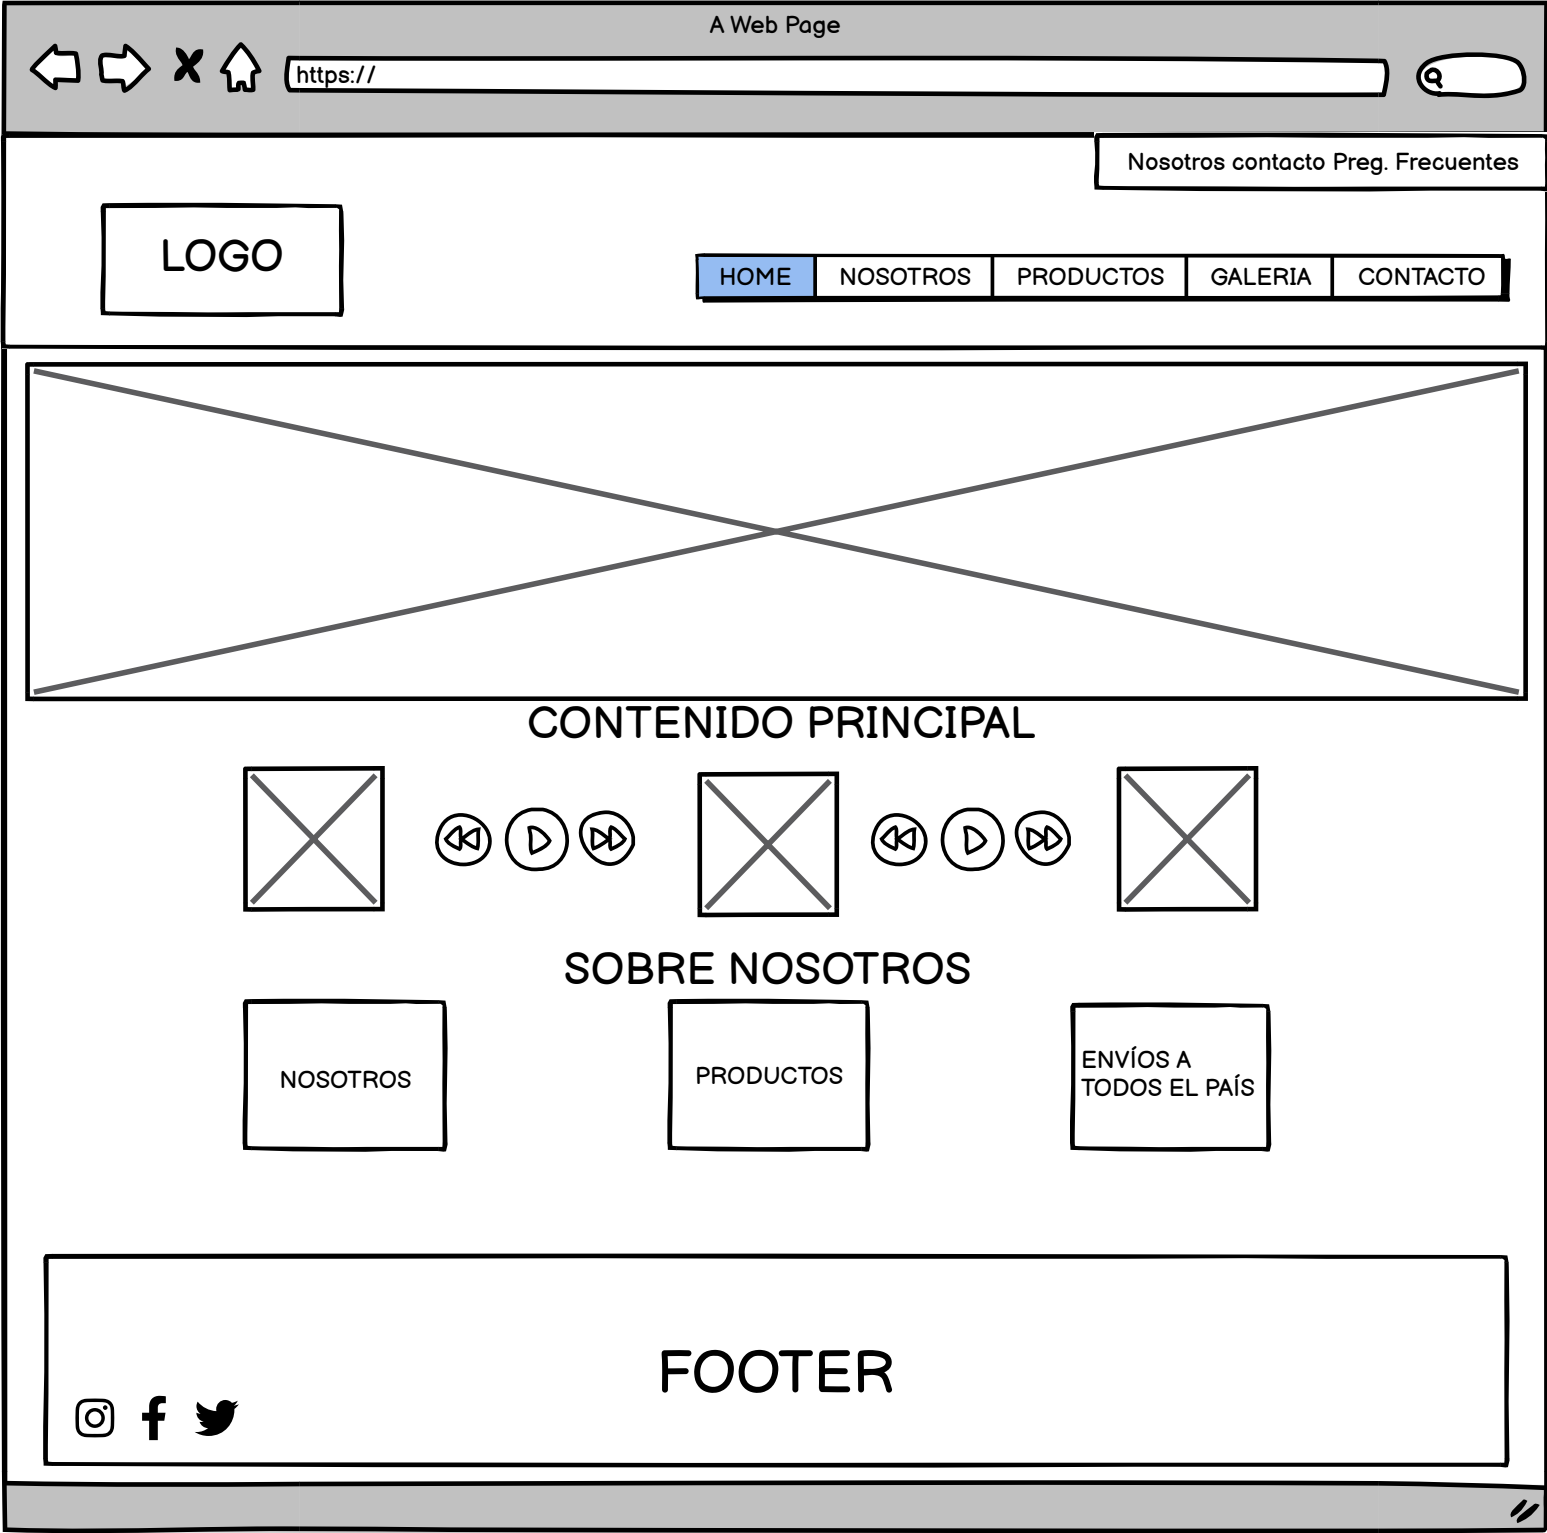 A Web Page
https://
Nosotros contacto Preg. Frecuentes
LOGO
HOME NOSOTROS PRODUCTOS GALERIA CONTACTO
CONTENIDO PRINCIPAL
SOBRE NOSOTROS
NOSOTROS
PRODUCTOS
ENVÍOS A
TODOS EL PAÍS
FOOTER